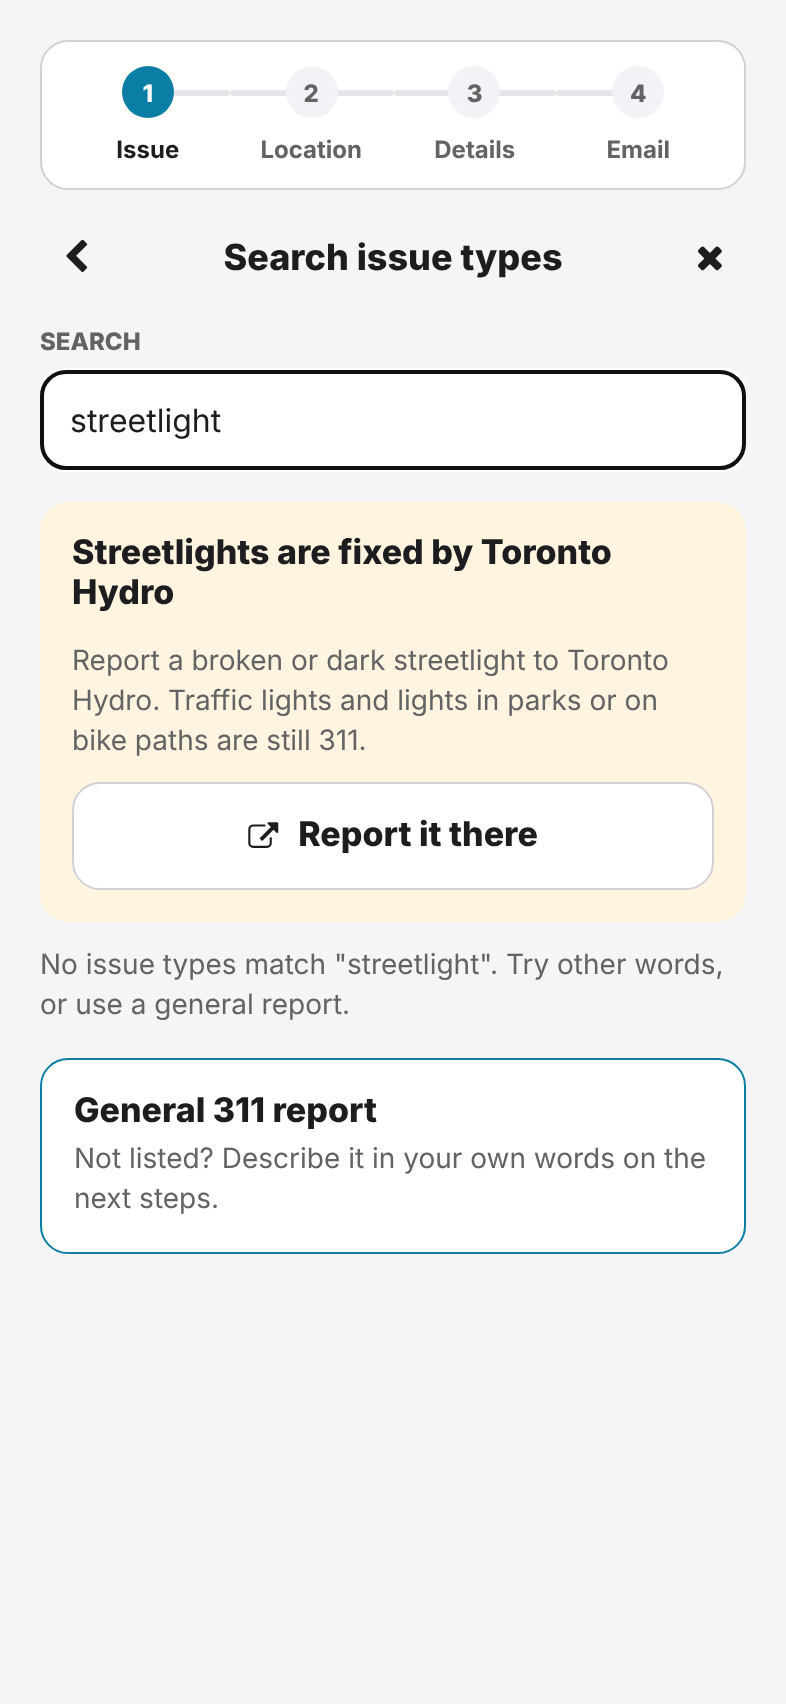 1 2 3 4
Issue Location Details Email
Search issue types
SEARCH
streetlight
Streetlights are fixed by Toronto
Hydro
Report a broken or dark streetlight to Toronto
Hydro. Traffic lights and lights in parks or on
bike paths are still 311.
Report it there
No issue types match "streetlight". Try other words,
or use a general report.
General 311 report
Not listed? Describe it in your own words on the
next steps.